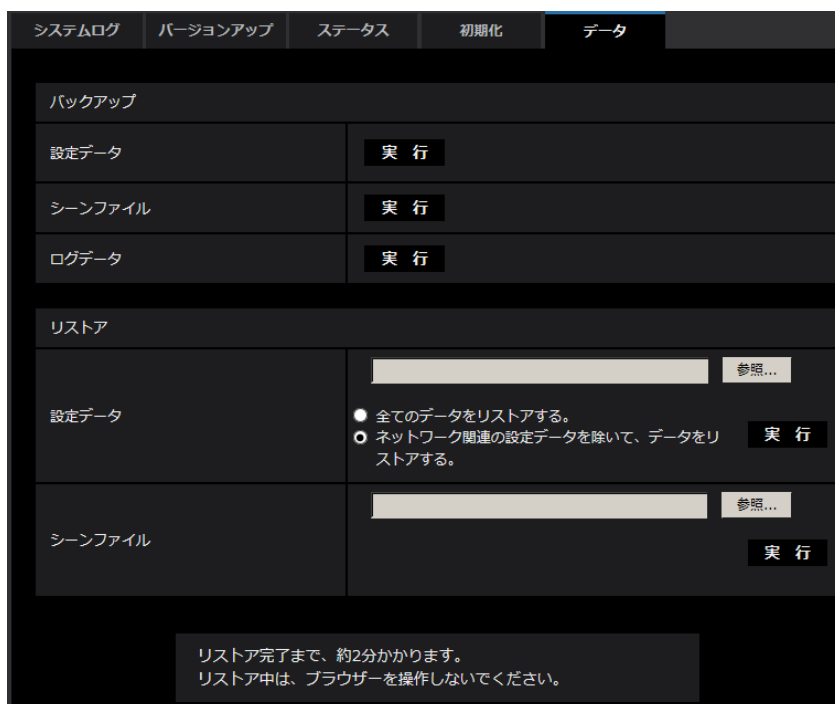 システムログ バージョンアップ ステータス 初期化 データ
バックアップ
設定データ 実 行
シーンファイル 実 行
ログデータ 実 行
リストア
参照...
設定データ
全てのデータをリストアする。
ネットワーク関連の設定データを除いて、データをリ
ストアする。
実 行
参照...
シーンファイル
実 行
リストア完了まで、約2分かかります。
リストア中は、ブラウザーを操作しないでください。